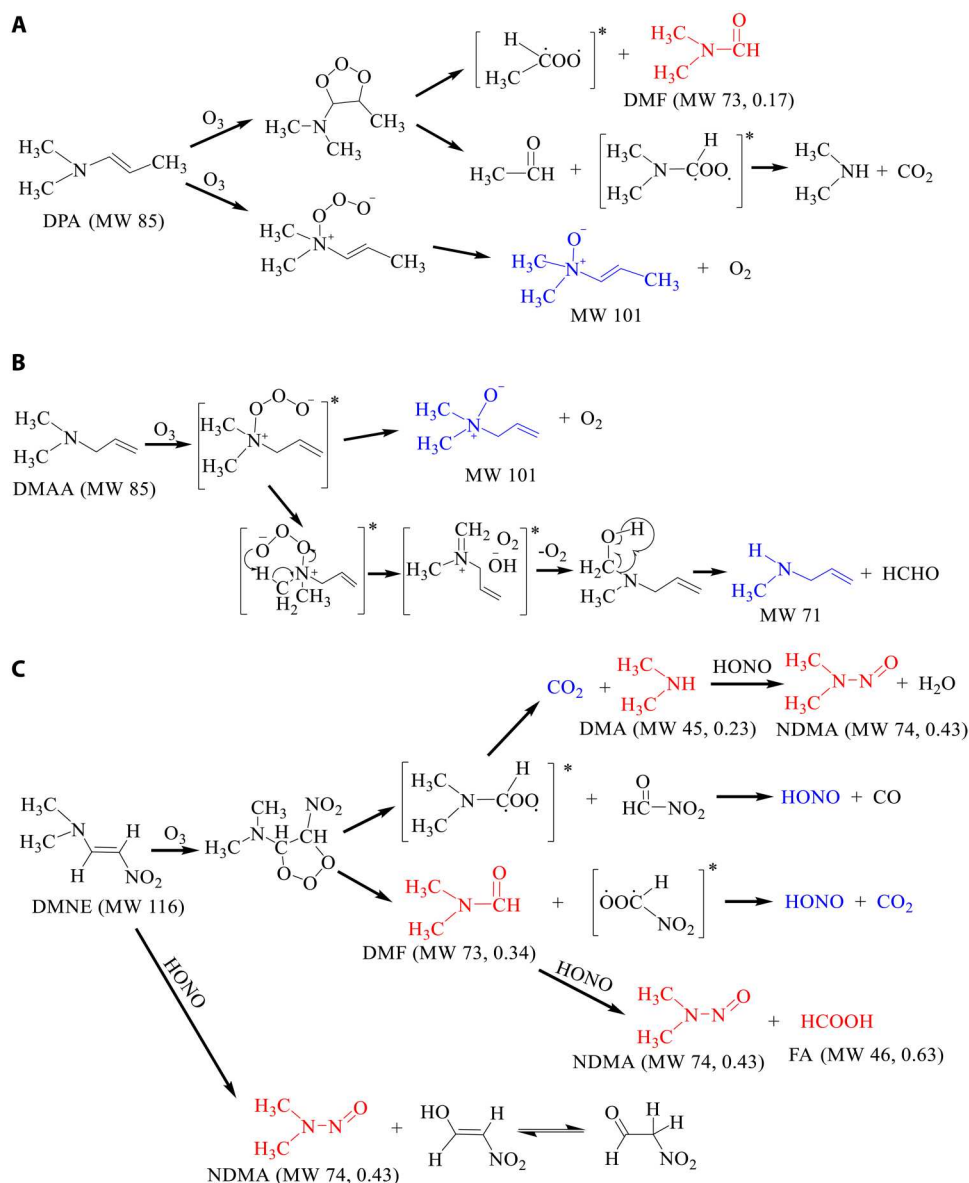 A
H
ĊOȮ
H3C
*
+
H3C
N
H3C
O
CH
DMF (MW 73, 0.17)
O O O
H3C
N
CH3
CH3
O3
H3C
N
H3C
CH3
DPA (MW 85)
O3
O
H3C CH
+
H3C
N
H3C
H
COO
*
H3C
NH
H3C
+ CO2
O O O−
H3C
N+
H3C
CH3
O−
H3C
N+
H3C
CH3
+ O2
MW 101
B
H3C
N
H3C
DMAA (MW 85)
O3
O O O−
H3C
N+
H3C
*
O−
H3C
N+
H3C
+ O2
MW 101
O− O O
H
C
H2
N+
CH3
*
CH2
H3C N+
O2
−OH
*
-O2
O H
H2C
N
H3C
H
N
H3C
+ HCHO
MW 71
C
CO2 +
H3C
NH
H3C
DMA (MW 45, 0.23)
HONO
H3C
N N O
H3C
+ H2O
NDMA (MW 74, 0.43)
H3C
N
H3C
H
COO
*
+
O
HC NO2
HONO + CO
H3C
N
H3C
H
H
NO2
DMNE (MW 116)
O3
NO2
CH3
N
H3C
HC CH
O O O
H3C
N
H3C
O
CH
DMF (MW 73, 0.34)
+
OOC
H
NO2
*
HONO + CO2
HONO
H3C
N N O
H3C
+ HCOOH
NDMA (MW 74, 0.43) FA (MW 46, 0.63)
HONO
H3C
N N O
H3C
NDMA (MW 74, 0.43)
+
HO
H
H
NO2
O
H H
H
NO2